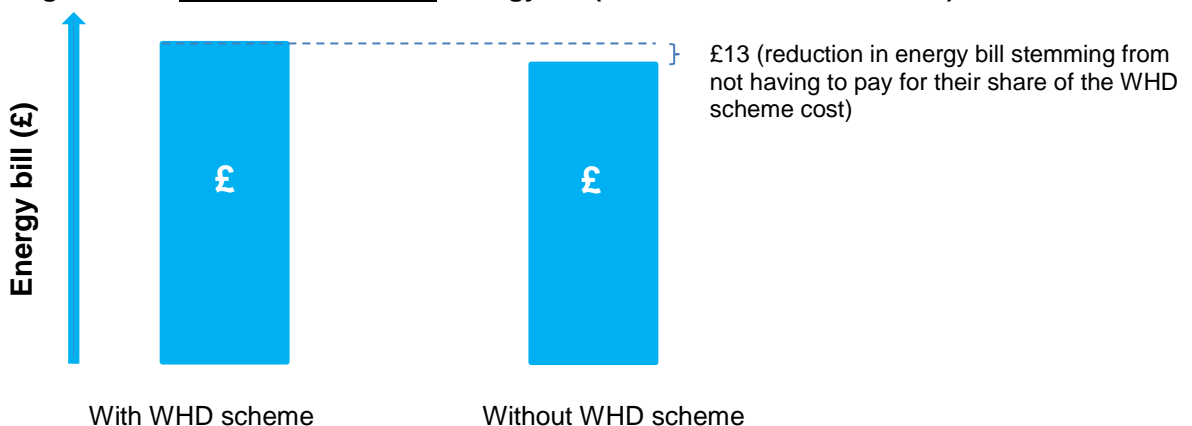 £13 (reduction in energy bill stemming from
not having to pay for their share of the WHD
scheme cost)
Energy bill (£)
£
£
With WHD scheme
Without WHD scheme